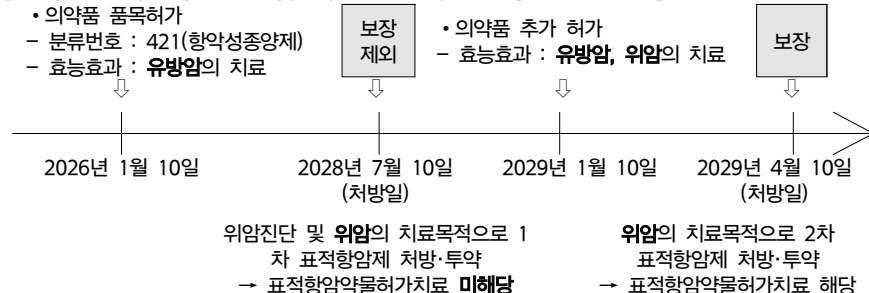 • 의약품 품목허가
- 분류번호 : 421(항악성종양제)
- 효능효과 : 유방암의 치료
보장
제외
• 의약품 추가 허가
- 효능효과 : 유방암, 위암의 치료
보장
2026년 1월 10일
2028년 7월 10일
(처방일)
2029년 1월 10일
2029년 4월 10일
(처방일)
위암진단 및 위암의 치료목적으로 1
차 표적항암제 처방·투약
→ 표적항암약물허가치료 미해당
위암의 치료목적으로 2차
표적항암제 처방·투약
→ 표적항암약물허가치료 해당